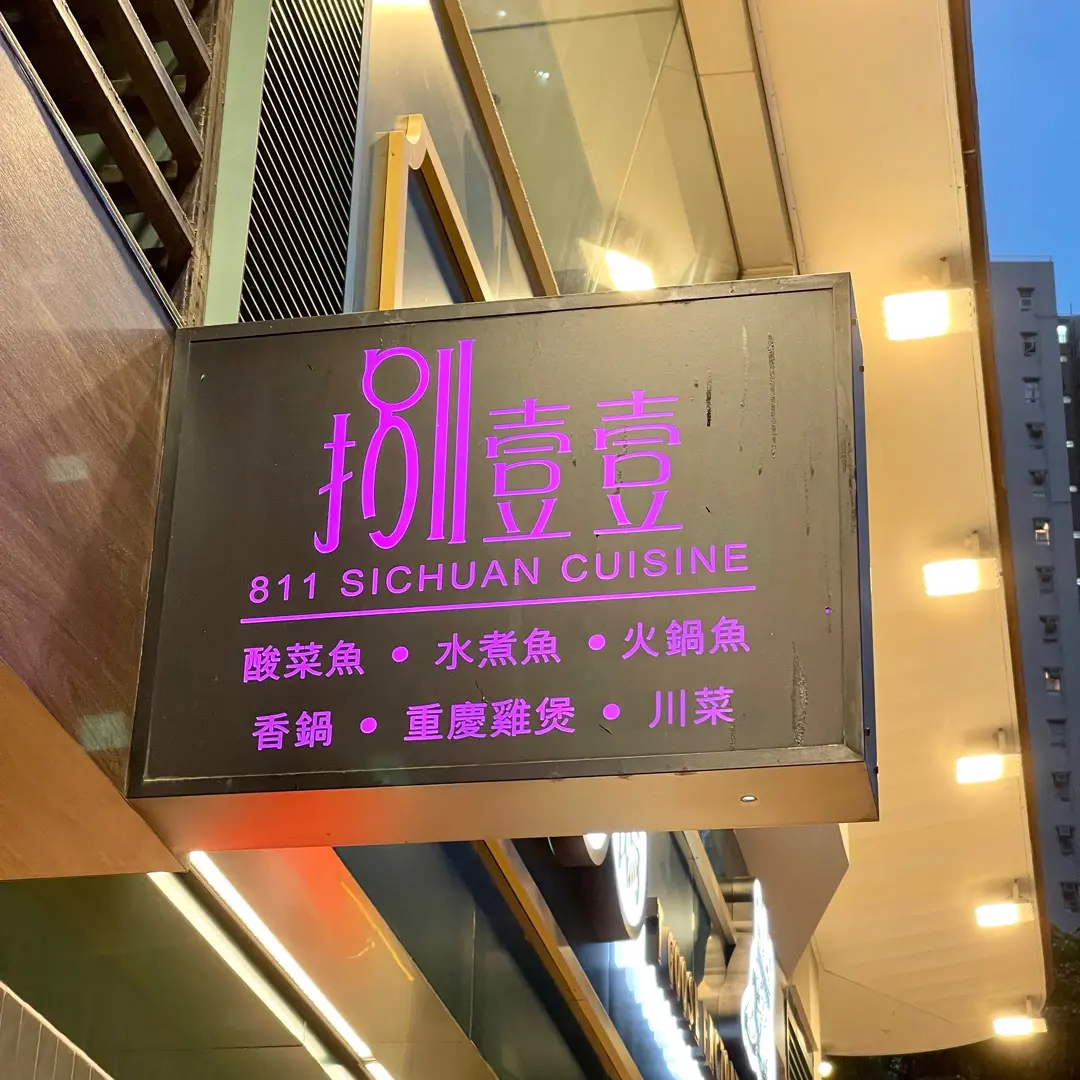 捌壹壹
811 SICHUAN CUISINE
酸菜魚 • 水煮魚 • 火鍋魚
香鍋 • 重慶雞煲 • 川菜